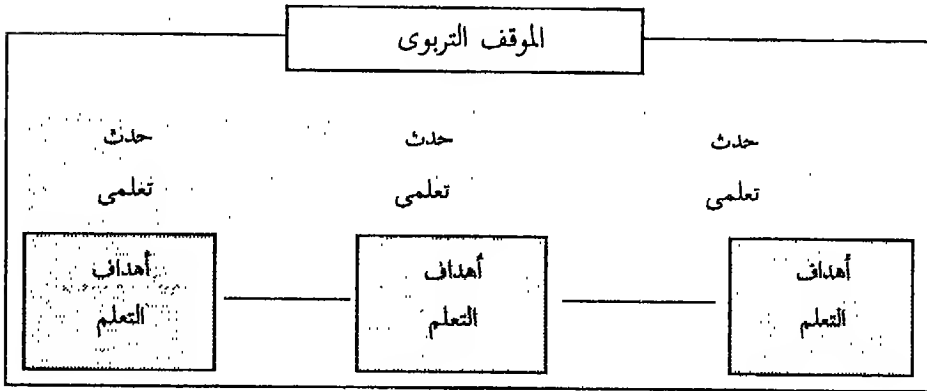 الموقف التربوى
حدث حدث حدث
تعلمى تعلمى تعلمى
أهداف أهداف أهداف
التعلم التعلم التعلم